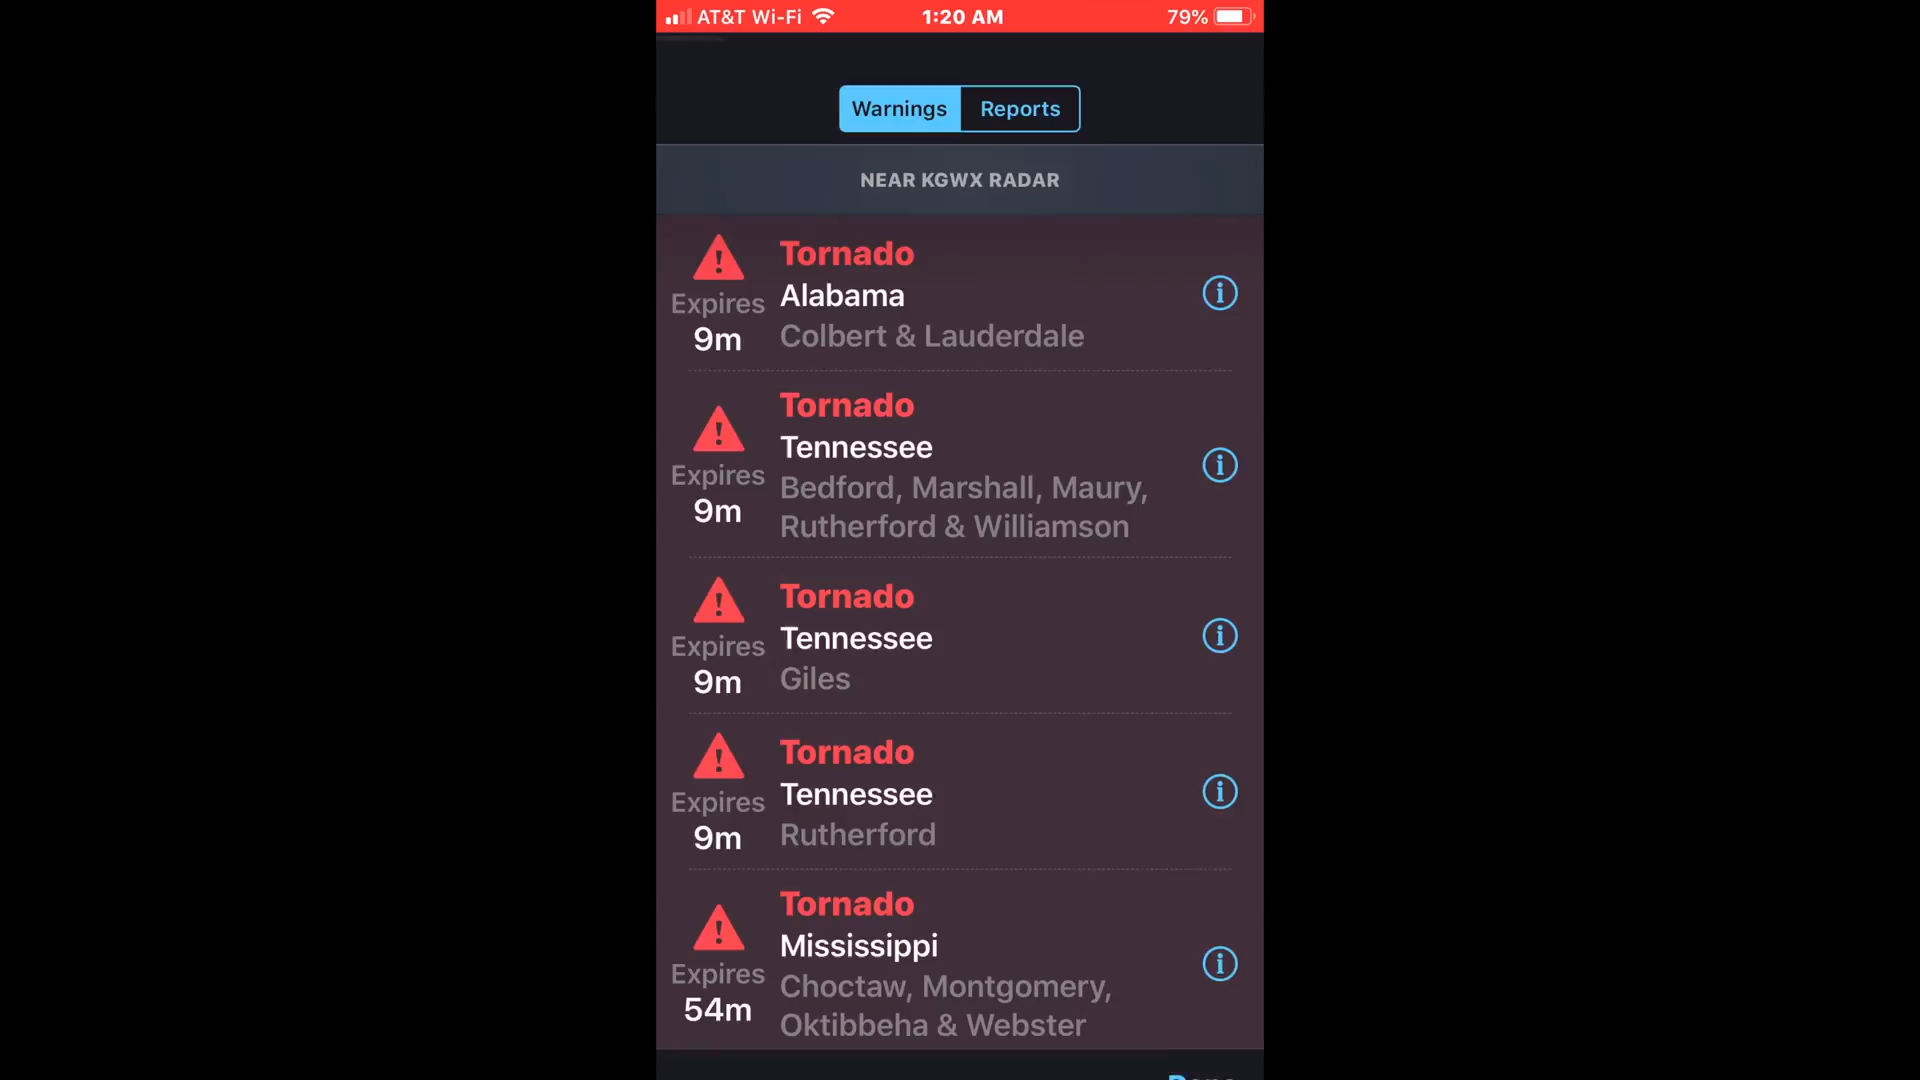 AT&T Wi-Fi 1:20 AM 79%
Warnings Reports
NEAR KGWX RADAR
Tornado
Alabama
Colbert & Lauderdale
Expires
9m
Tornado
Tennessee
Bedford, Marshall, Maury,
Rutherford & Williamson
Expires
9m
Tornado
Tennessee
Giles
Expires
9m
Tornado
Tennessee
Rutherford
Expires
9m
Tornado
Mississippi
Choctaw, Montgomery,
Oktibbeha & Webster
Expires
54m